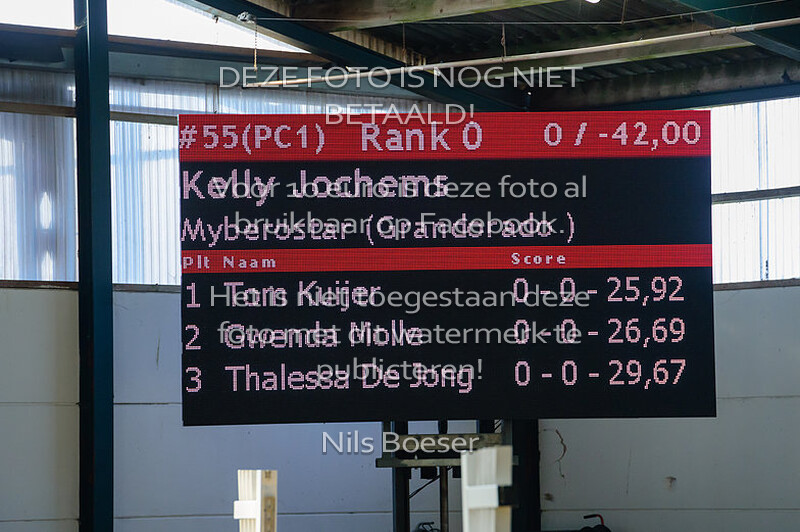 DEZE FOTO IS NOG NIET
BETAALD!
#55(PC1) Rank 0 0 / -42,00
Kelly Jochems
Voor 10 euro is deze foto al
bruikbaar op Facebook.
Myberostar (Grandorado )
Plt Naam Score
1 Tom Kuijer 0 - 0 - 25,92
Het is niet toegestaan deze
2 Gwenda Molle 0 - 0 - 26,69
foto met dit watermerk te
publiceren!
3 Thalessa De Jong 0 - 0 - 29,67
Nils Boeser